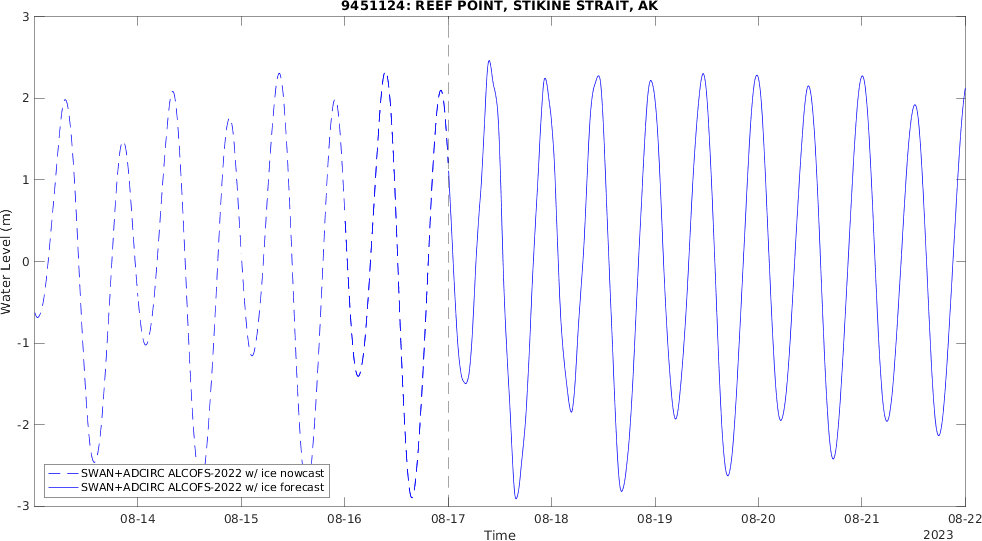 9451124: REEF POINT, STIKINE STRAIT, AK
3
2
1
0
-1
-2
-3
Water Level (m)
SWAN+ADCIRC ALCOFS-2022 w/ ice nowcast
SWAN+ADCIRC ALCOFS-2022 w/ ice forecast
08-14 08-15 08-16 08-17 08-18 08-19 08-20 08-21 08-22
Time
2023